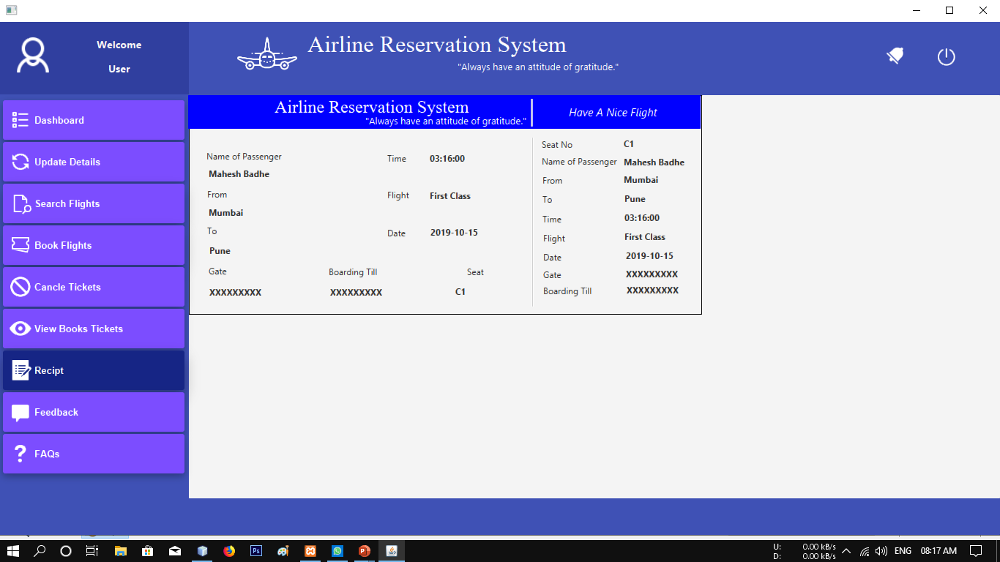 Welcome
User
Airline Reservation System
"Always have an attitude of gratitude."
Dashboard
Update Details
Search Flights
Book Flights
Cancle Tickets
View Books Tickets
Recipt
Feedback
FAQs
Airline Reservation System
"Always have an attitude of gratitude."
Have A Nice Flight
Name of Passenger
Mahesh Badhe
Time 03:16:00
From
Mumbai
Flight First Class
To
Pune
Date 2019-10-15
Gate Boarding Till Seat
XXXXXXXXX XXXXXXXXX C1
Seat No C1
Name of Passenger Mahesh Badhe
From Mumbai
To Pune
Time 03:16:00
Flight First Class
Date 2019-10-15
Gate XXXXXXXXX
Boarding Till XXXXXXXXX
Ps
U: 0.00 kB/s
D: 0.00 kB/s
ENG
08:17 AM